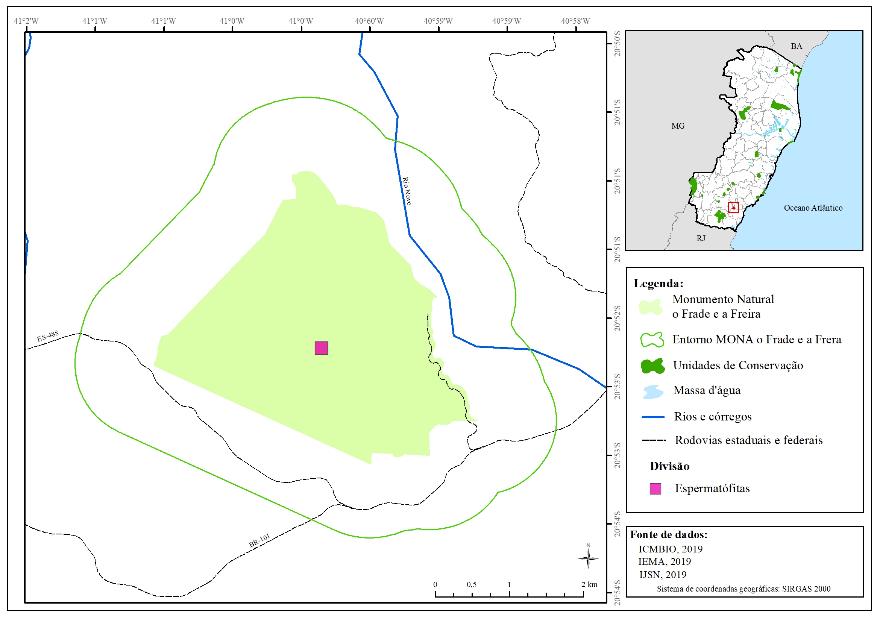 41°2'W 41°1'W 41°1'W 41°0'W 41°0'W 40°60'W 40°59'W 40°59'W 40°58'W
20°50'S
20°51'S
20°51'S
20°51'S
20°52'S
20°53'S
20°53'S
20°54'S
20°54'S
Rio Novo
ES-488
BR-101
N
0 0,5 1 2 km
BA
MG
Oceano Atlântico
RJ
Legenda:
Monumento Natural
o Frade e a Freira
Entorno MONA o Frade e a Frera
Unidades de Conservação
Massa d'água
Rios e córregos
Rodovias estaduais e federais
Divisão
Espermatófitas
Fonte de dados:
ICMBIO, 2019
IEMA, 2019
IJSN, 2019
Sistema de coordenadas geográficas: SIRGAS 2000